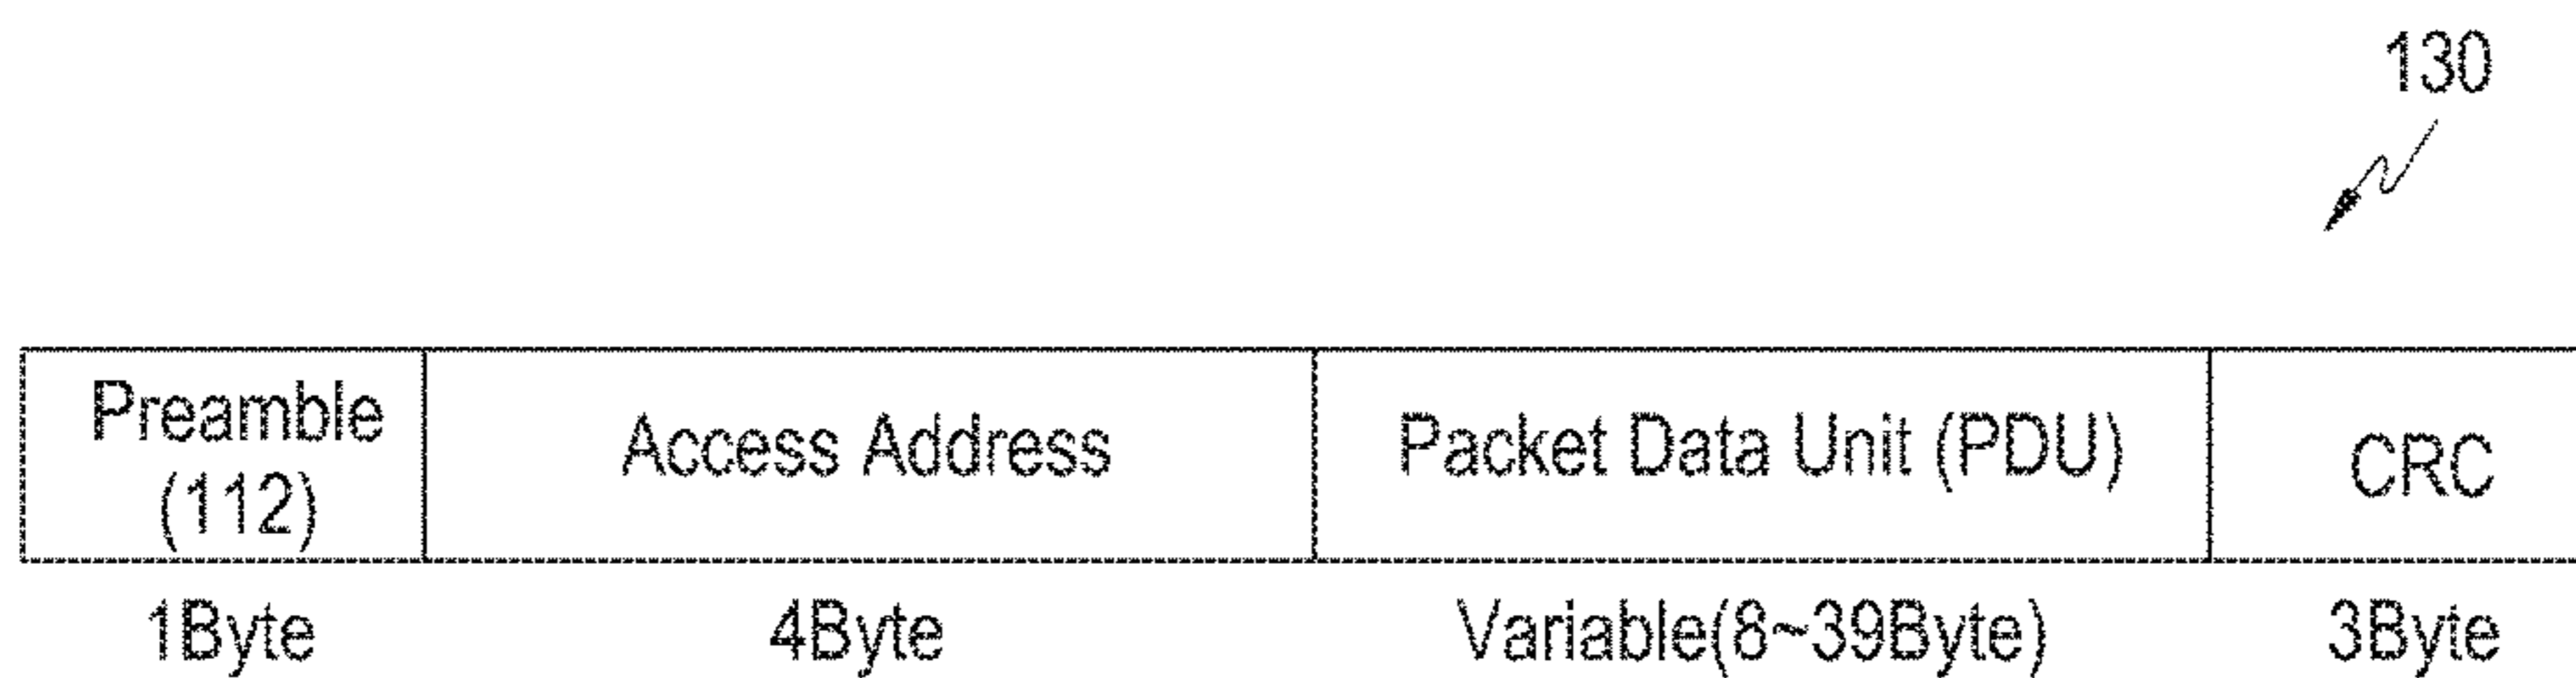 130
Preamble
(112)
Access Address
Packet Data Unit (PDU)
CRC
1Byte
4Byte
Variable(8~39Byte)
3Byte